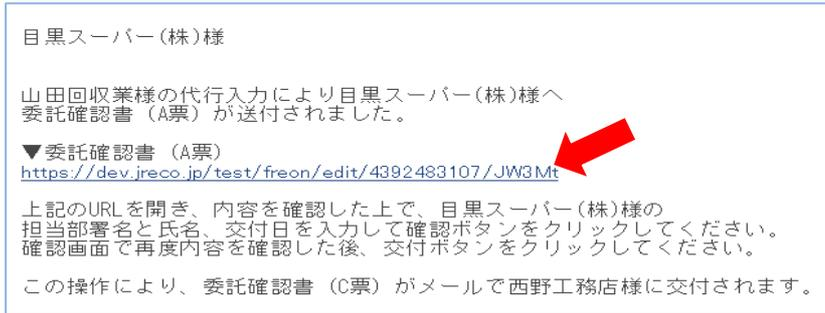 目黒スーパー(株)様
山田回収業様の代行入力により目黒スーパー(株)様へ
委託確認書（A票）が送付されました。
▼委託確認書（A票）
https://dev.jreco.jp/test/freon/edit/4392483107/JW3Mt
上記のURLを開き、内容を確認した上で、目黒スーパー(株)様の
担当部署名と氏名、交付日を入力して確認ボタンをクリックしてください。
確認画面で再度内容を確認した後、交付ボタンをクリックしてください。
この操作により、委託確認書（C票）がメールで西野工務店様に交付されます。